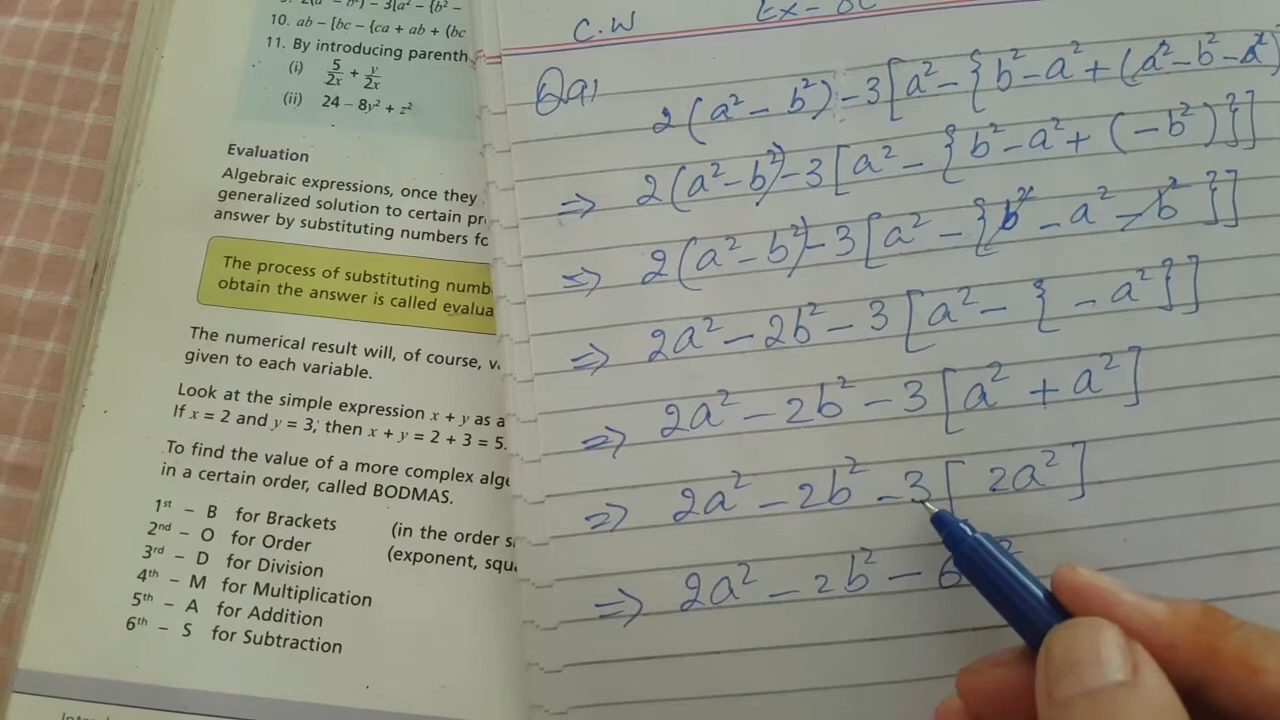 10. ab – [bc – {ca + ab + (bc
11. By introducing parenth
(i) 5/2x + y/2x
(ii) 24 – 8y² + z²
Evaluation
Algebraic expressions, once they
generalized solution to certain
answer by substituting numbers
The process of substituting
obtain the answer is called
The numerical result will, of course,
given to each variable.
Look at the simple expression x + y as
If x = 2 and y = 3, then x + y = 2 + 3 = 5.
To find the value of a more complex
in a certain order, called BODMAS.
1st – B for Brackets (in the order
2nd – O for Order (exponent,
3rd – D for Division
4th – M for Multiplication
5th – A for Addition
6th – S for Subtraction
C.W
2(a² – b²) – 3[a² – {b² – a² + (a² – b² – a²)
⇒ 2(a² – b²) – 3[a² – {b² – a² + (– b²)}]
⇒ 2(a² – b²) – 3[a² – {b² – a² – b²}]
⇒ 2a² – 2b² – 3[a² – {– a²}]
⇒ 2a² – 2b² – 3[a² + a²]
⇒ 2a² – 2b² – 3[2a²]
⇒ 2a² – 2b² – 6